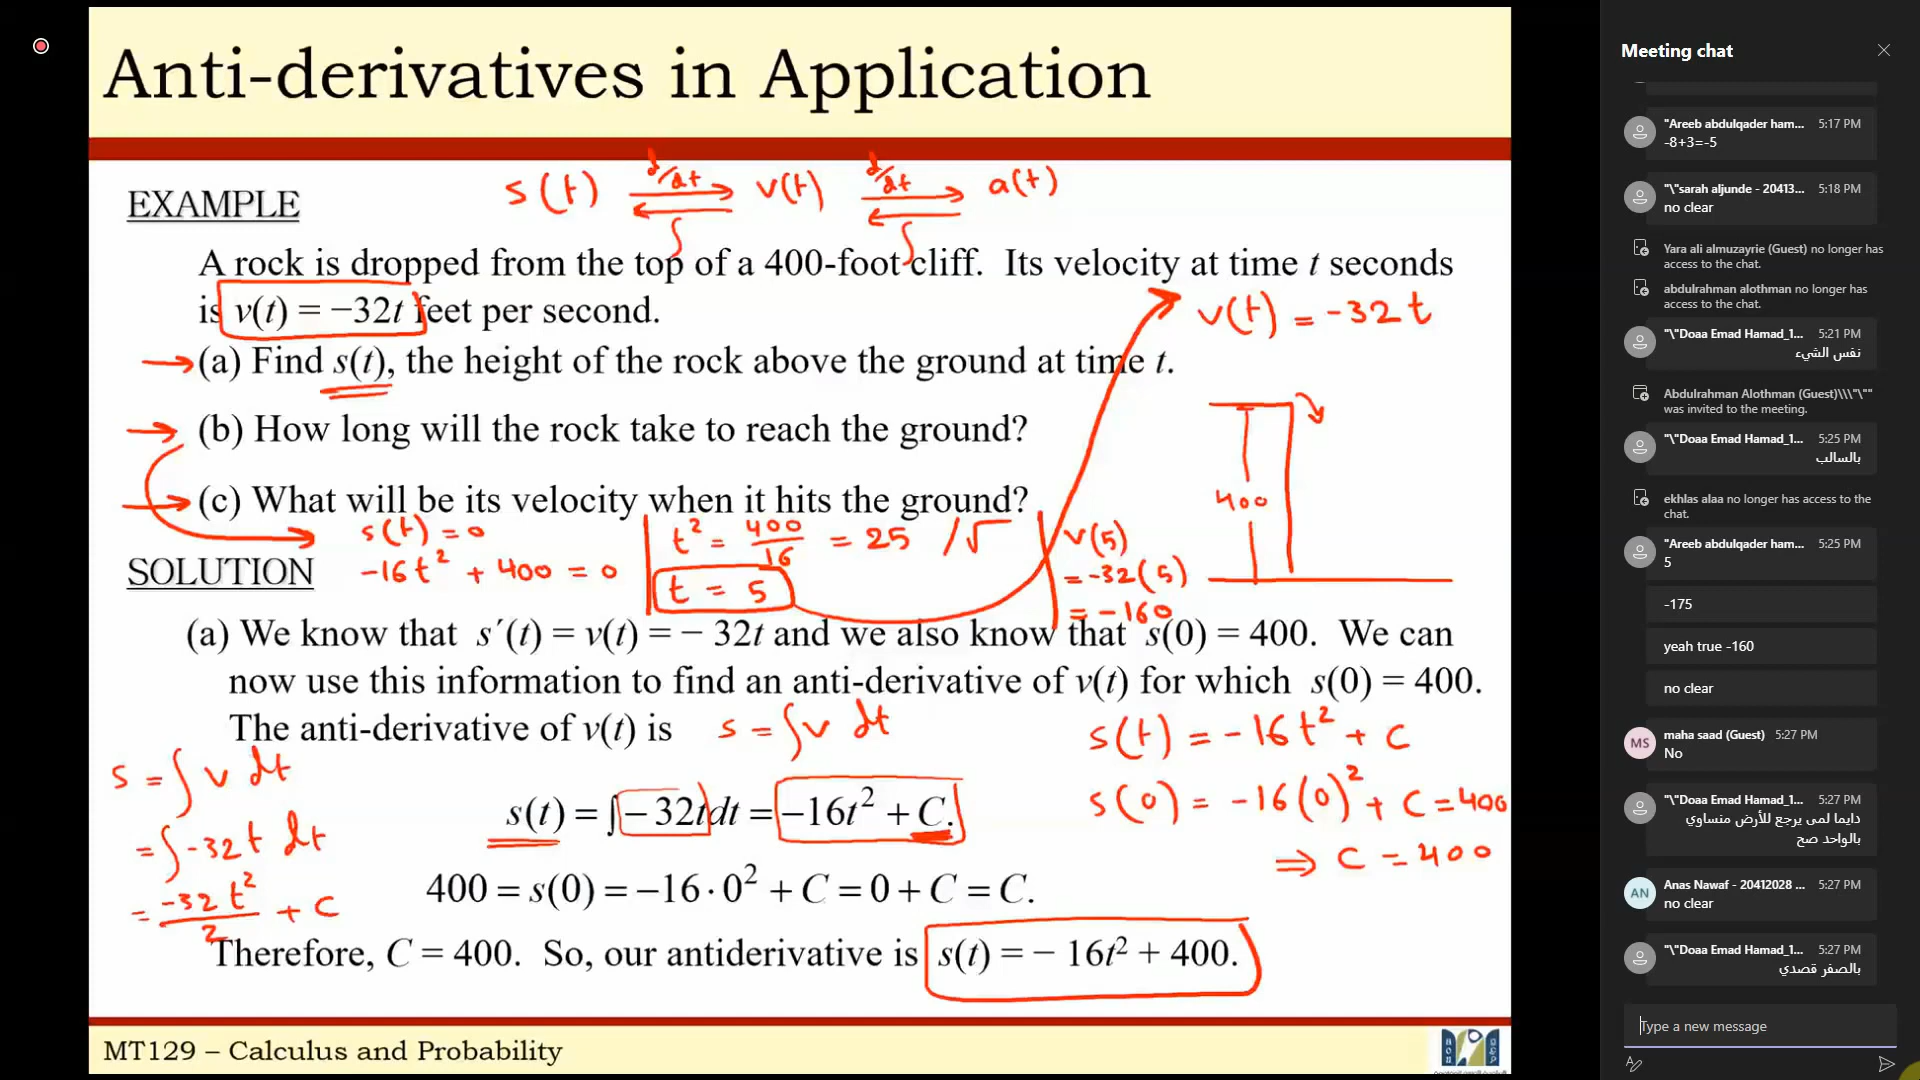 Anti-derivatives in Application
EXAMPLE
s(t) d/dt ∫ v(t) d/dt ∫ a(t)
A rock is dropped from the top of a 400-foot cliff. Its velocity at time t seconds
is v(t) = −32t feet per second.
v(t) = -32t
(a) Find s(t), the height of the rock above the ground at time t.
(b) How long will the rock take to reach the ground?
(c) What will be its velocity when it hits the ground?
400
s(t) = 0
-16t² + 400 = 0
t² = 400/16 = 25 /√
t = 5
v(5)
= -32(5)
= -160
SOLUTION
(a) We know that s´(t) = v(t) = − 32t and we also know that s(0) = 400. We can
now use this information to find an anti-derivative of v(t) for which s(0) = 400.
The anti-derivative of v(t) is
s = ∫v dt
s = ∫ v dt
= ∫-32t dt
= -32t²/2 + c
s(t) = ∫− 32tdt = −16t² + C.
s(t) = -16t² + c
s(0) = -16(0)² + c = 400
⇒ c = 400
400 = s(0) = −16 · 0² + C = 0 + C = C.
Therefore, C = 400. So, our antiderivative is s(t) = − 16t² + 400.
MT129 – Calculus and Probability
Meeting chat
"Areeb abdulqader ham... 5:17 PM
-8+3=-5
"\"sarah aljunde - 20413... 5:18 PM
no clear
Yara ali almuzayrie (Guest) no longer has
access to the chat.
abdulrahman alothman no longer has
access to the chat.
"\"Doaa Emad Hamad_1... 5:21 PM
نفس الشيء
Abdulrahman Alothman (Guest)\\\"\""
was invited to the meeting.
"\"Doaa Emad Hamad_1... 5:25 PM
بالسالب
ekhlas alaa no longer has access to the
chat.
"Areeb abdulqader ham... 5:25 PM
5
-175
yeah true -160
no clear
MS
maha saad (Guest) 5:27 PM
No
"\"Doaa Emad Hamad_1... 5:27 PM
دايما لمى يرجع للأرض منساوي
بالواحد صح
AN
Anas Nawaf - 20412028 ... 5:27 PM
no clear
"\"Doaa Emad Hamad_1... 5:27 PM
بالصفر قصدي
Type a new message